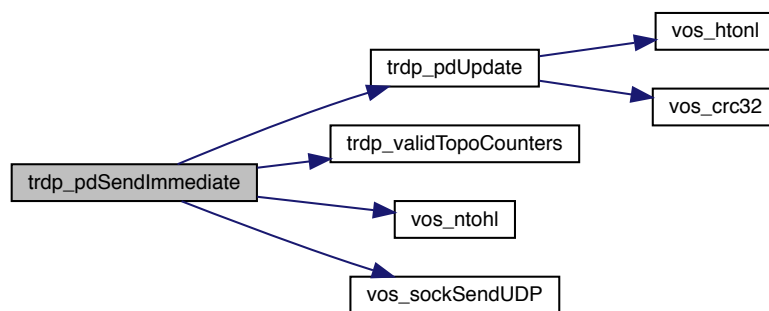 vos_htonl
trdp_pdUpdate
vos_crc32
trdp_validTopoCounters
trdp_pdSendImmediate
vos_ntohl
vos_sockSendUDP